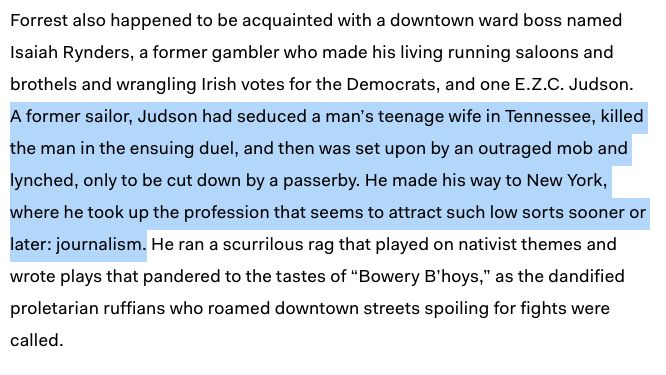 Forrest also happened to be acquainted with a downtown ward boss named
Isaiah Rynders, a former gambler who made his living running saloons and
brothels and wrangling Irish votes for the Democrats, and one E.Z.C. Judson.
A former sailor, Judson had seduced a man’s teenage wife in Tennessee, killed
the man in the ensuing duel, and then was set upon by an outraged mob and
lynched, only to be cut down by a passerby. He made his way to New York,
where he took up the profession that seems to attract such low sorts sooner or
later: journalism. He ran a scurrilous rag that played on nativist themes and
wrote plays that pandered to the tastes of “Bowery B’hoys,” as the dandified
proletarian ruffians who roamed downtown streets spoiling for fights were
called.